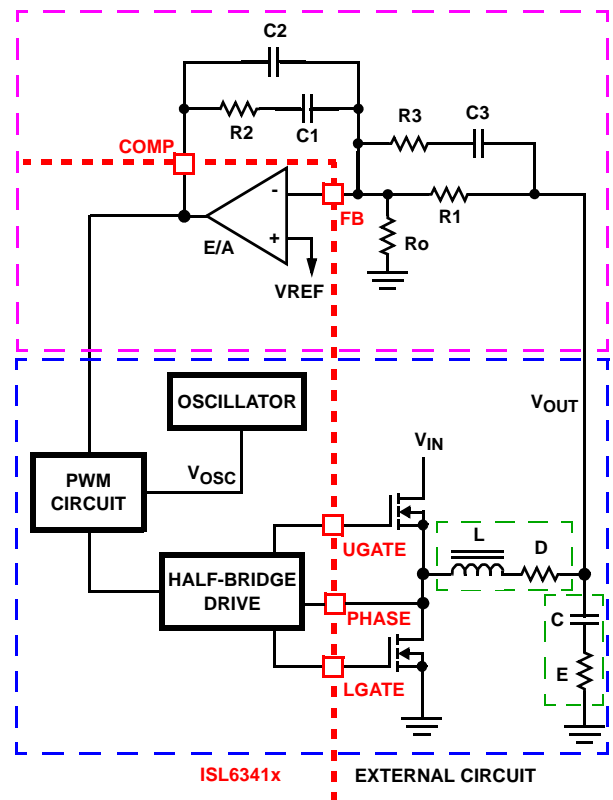 C2
R2
C1
R3
C3
COMP
-
FB
R1
E/A
+
Ro
VREF
OSCILLATOR
VOUT
VIN
PWM
CIRCUIT
VOSC
L
D
UGATE
HALF-BRIDGE
DRIVE
PHASE
C
E
LGATE
ISL6341x
EXTERNAL CIRCUIT